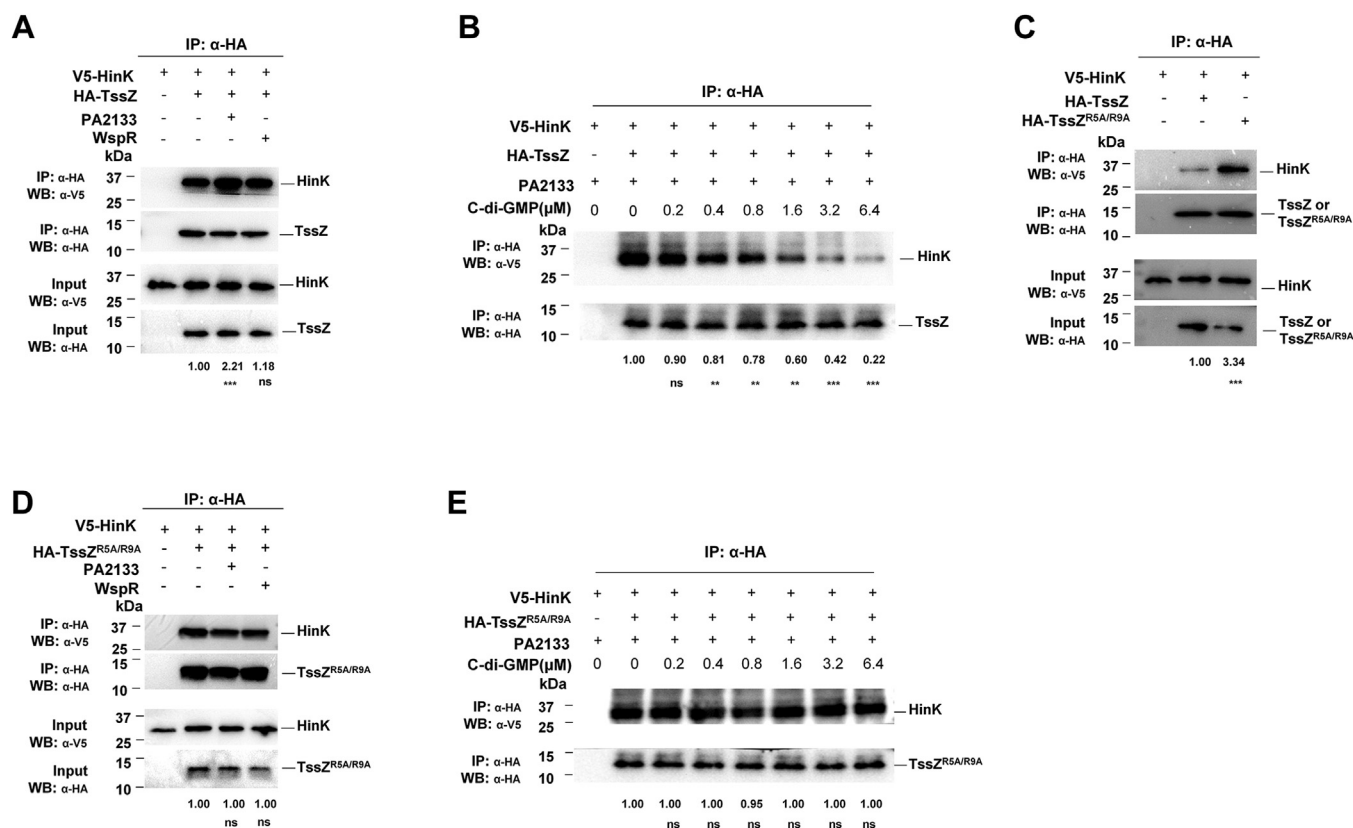 A
IP: α-HA
V5-HinK + + + +
HA-TssZ - + + +
PA2133 - - + -
WspR - - - +
kDa
IP: α-HA
WB: α-V5
37
25
HinK
IP: α-HA
WB: α-HA
15
10
TssZ
Input
WB: α-V5
37
25
HinK
Input
WB: α-HA
15
10
TssZ
1.00 2.21 1.18
*** ns
B
IP: α-HA
V5-HinK + + + + + + + +
HA-TssZ - + + + + + + +
PA2133 + + + + + + + +
C-di-GMP(μM) 0 0 0.2 0.4 0.8 1.6 3.2 6.4
kDa
IP: α-HA
WB: α-V5
37
25
HinK
IP: α-HA
WB: α-HA
15
10
TssZ
1.00 0.90 0.81 0.78 0.60 0.42 0.22
ns ** ** ** *** ***
C
IP: α-HA
V5-HinK + + +
HA-TssZ - + -
HA-TssZR5A/R9A - - +
kDa
IP: α-HA
WB: α-V5
37
25
HinK
IP: α-HA
WB: α-HA
15
10
TssZ or
TssZR5A/R9A
Input
WB: α-V5
37
25
HinK
Input
WB: α-HA
15
10
TssZ or
TssZR5A/R9A
1.00 3.34
***
D
IP: α-HA
V5-HinK + + + +
HA-TssZR5A/R9A - + + +
PA2133 - - + -
WspR - - - +
kDa
IP: α-HA
WB: α-V5
37
25
HinK
IP: α-HA
WB: α-HA
15
10
TssZR5A/R9A
Input
WB: α-V5
37
25
HinK
Input
WB: α-HA
15
10
TssZR5A/R9A
1.00 1.00 1.00
ns ns
E
IP: α-HA
V5-HinK + + + + + + + +
HA-TssZR5A/R9A - + + + + + + +
PA2133 + + + + + + + +
C-di-GMP(μM) 0 0 0.2 0.4 0.8 1.6 3.2 6.4
kDa
IP: α-HA
WB: α-V5
37
25
HinK
IP: α-HA
WB: α-HA
15
10
TssZR5A/R9A
1.00 1.00 1.00 0.95 1.00 1.00 1.00
ns ns ns ns ns ns